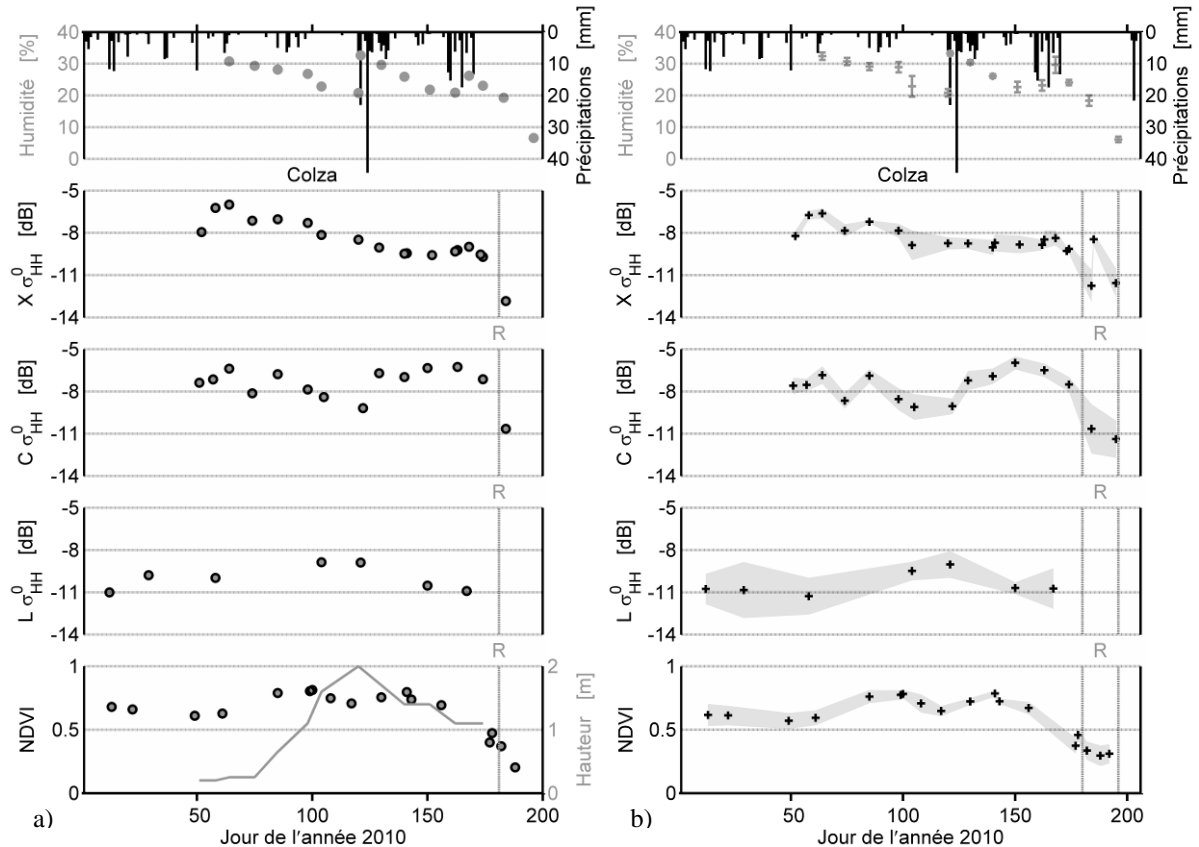 40 30 20 10 0
Humidité [%]
0 10 20 30 40
Précipitations [mm]
40 30 20 10 0
Humidité [%]
0 10 20 30 40
Précipitations [mm]
Colza
-5 -8 -11 -14
X σ⁰HH [dB]
R
-5 -8 -11 -14
X σ⁰HH [dB]
R
-5 -8 -11 -14
C σ⁰HH [dB]
R
-5 -8 -11 -14
C σ⁰HH [dB]
R
-5 -8 -11 -14
L σ⁰HH [dB]
R
-5 -8 -11 -14
L σ⁰HH [dB]
R
1 0.5 0
NDVI
2 1 0
Hauteur [m]
1 0.5 0
NDVI
a)
50 100 150 200
Jour de l'année 2010
b)
50 100 150 200
Jour de l'année 2010